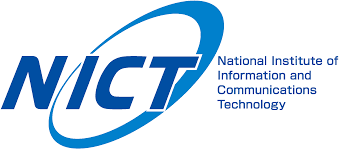 NICT
National Institute of
Information and
Communications
Technology